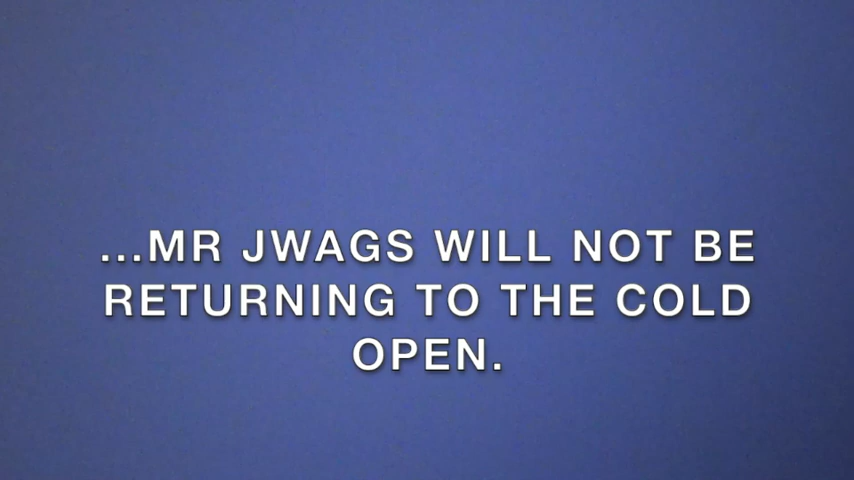 ...MR JWAGS WILL NOT BE
RETURNING TO THE COLD
OPEN.